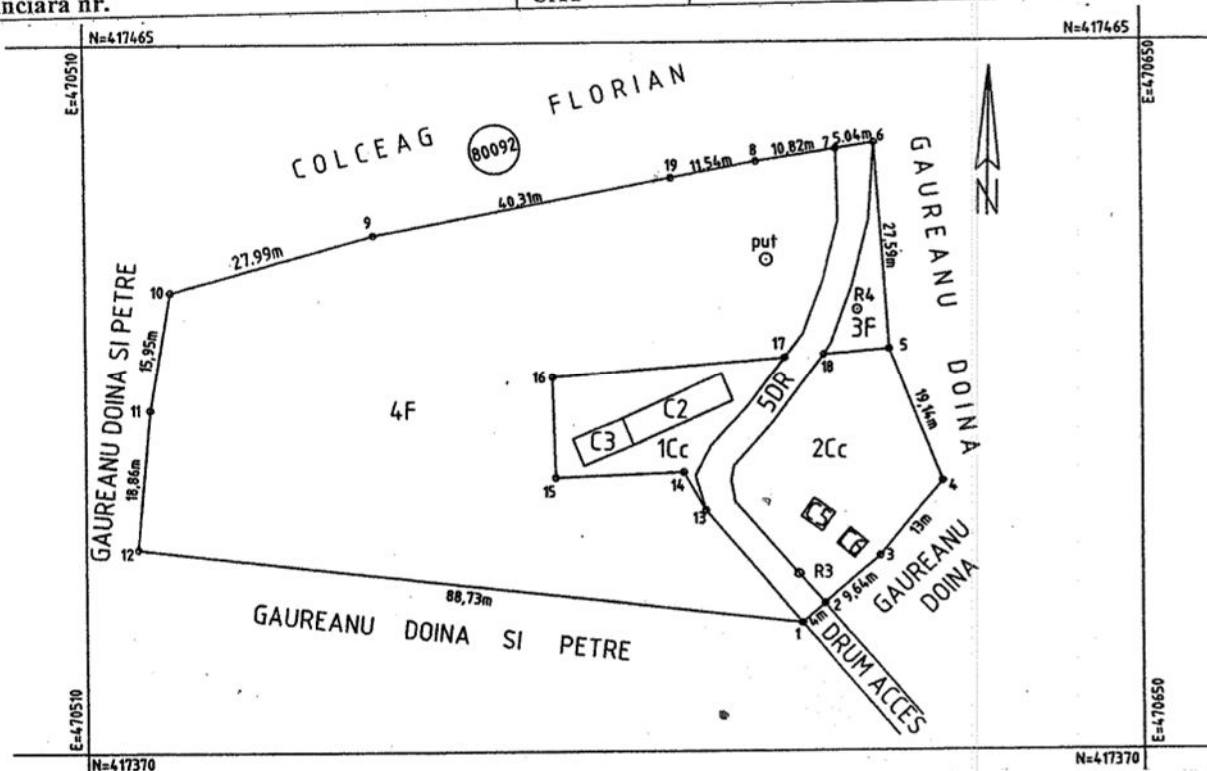 nciara nr.
N=417465
N=417465
E=470510
E=470650
COLCEAG FLORIAN
80092
GAUREANU DOINA
N
10
27.99m
9
40.31m
19
11,54m
8
10,82m
7
5.04m
6
27,59m
put
R4
3F
5
17
18
16
5DR
19,14m
15,95m
11
4F
C3
C2
1Cc
2Cc
15
14
13
4
C5
C6
13m
3
GAUREANU DOINA SI PETRE
18,86m
12
R3
9,64m
2
GAUREANU
DOINA
88,73m
1
4m
GAUREANU DOINA SI PETRE
DRUM ACCES
E=470510
E=470650
N=417370
N=417370